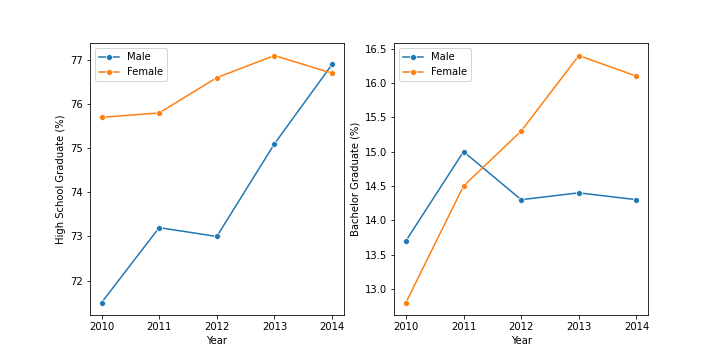 High School Graduate (%)
77
76
75
74
73
72
Male
Female
2010 2011 2012 2013 2014
Year
Bachelor Graduate (%)
16.5
16.0
15.5
15.0
14.5
14.0
13.5
13.0
Male
Female
2010 2011 2012 2013 2014
Year